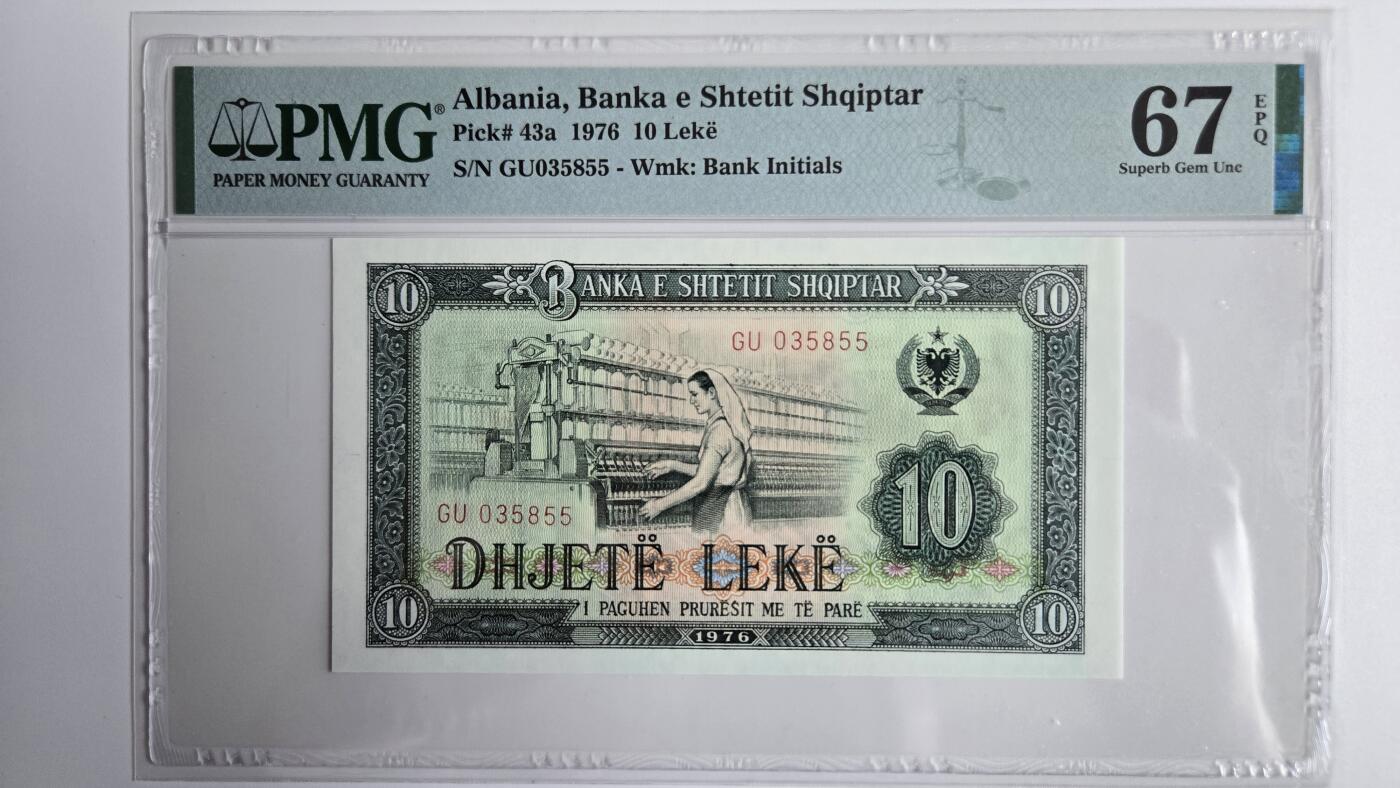 PMG®
PAPER MONEY GUARANTY
Albania, Banka e Shtetit Shqiptar
Pick# 43a 1976 10 Lekë
S/N GU035855 - Wmk: Bank Initials
67
EPQ
Superb Gem Unc
10
BANKA E SHTETIT SHQIPTAR
10
GU 035855
10
GU 035855
DHJETË LEKË
10
I PAGUHEN PRURËSIT ME TË PARË
10
1976